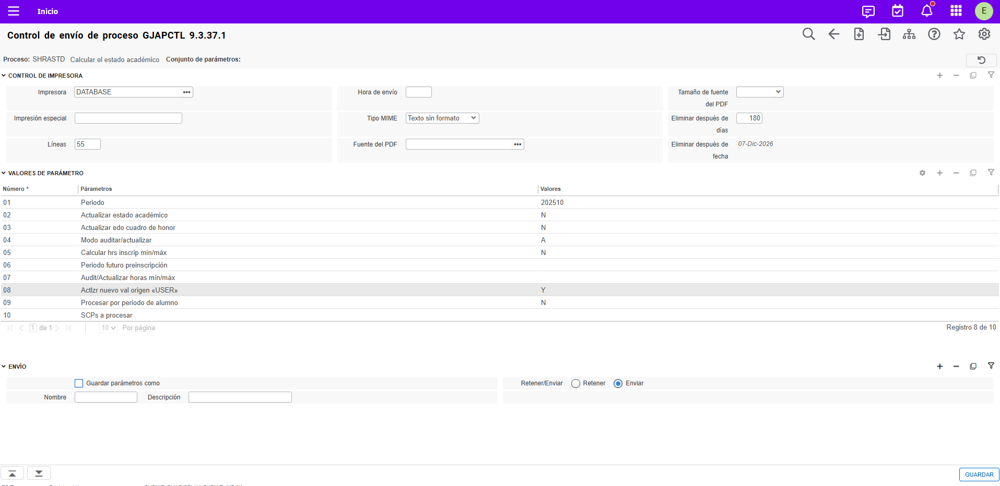 Inicio
E
Control de envío de proceso GJAPCTL 9.3.37.1
Proceso: SHRASTD Calcular el estado académico Conjunto de parámetros:
CONTROL DE IMPRESORA
Impresora DATABASE Hora de envío Tamaño de fuente del PDF
Impresión especial Tipo MIME Texto sin formato Eliminar después de días 180
Líneas 55 Fuente del PDF Eliminar después de fecha 07-Dic-2026
VALORES DE PARÁMETRO
Número * Párametros Valores
01 Periodo 202510
02 Actualizar estado académico N
03 Actualizar edo cuadro de honor N
04 Modo auditar/actualizar A
05 Calcular hrs inscrip mín/máx N
06 Periodo futuro preinscripción
07 Audit/Actualizar horas mín/máx
08 Actlzr nuevo val origen «USER» Y
09 Procesar por periodo de alumno N
10 SCPs a procesar
1 de 1 10 Por página Registro 8 de 10
ENVÍO
Guardar parámetros como Retener/Enviar Retener Enviar
Nombre Descripción
GUARDAR